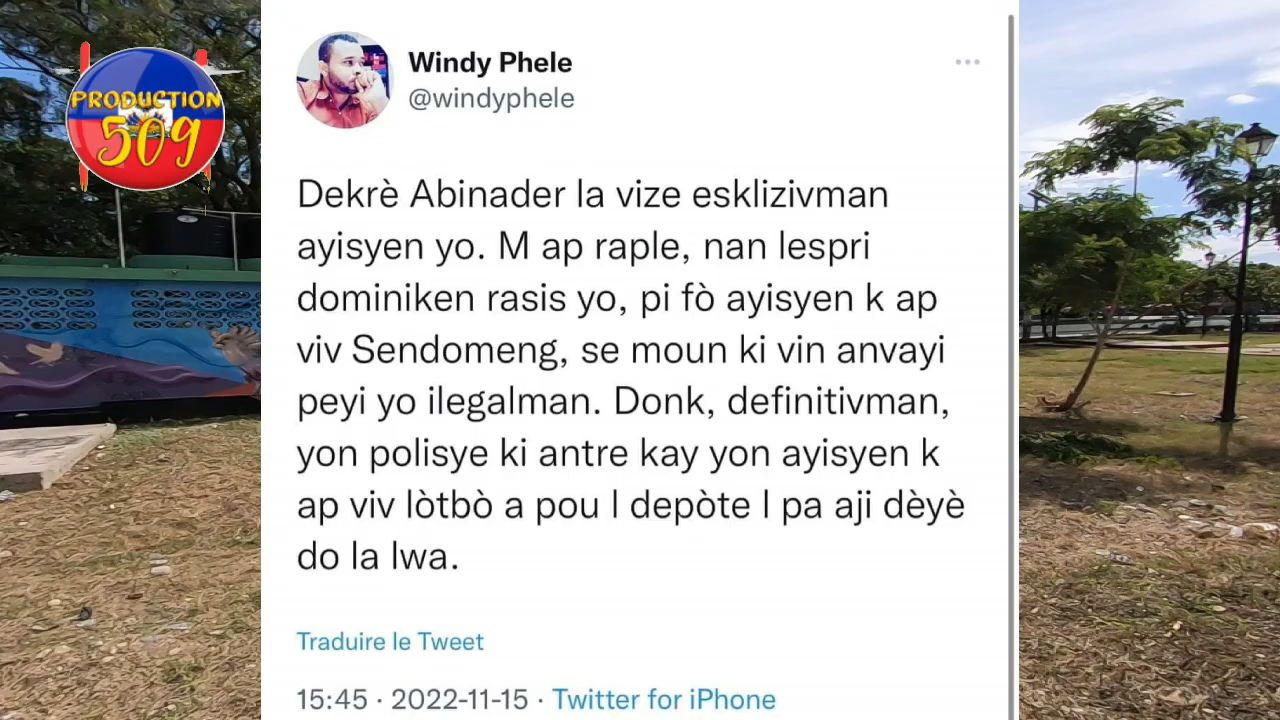 PRODUCTION
509
Windy Phele
@windyphele
Dekrè Abinader la vize esklizivman
ayisyen yo. M ap raple, nan lespri
dominiken rasis yo, pi fò ayisyen k ap
viv Sendomeng, se moun ki vin anvayi
peyi yo ilegalman. Donk, definitivman,
yon polisye ki antre kay yon ayisyen k
ap viv lòtbò a pou l depòte l pa aji dèyè
do la lwa.
Traduire le Tweet
15:45 · 2022-11-15 · Twitter for iPhone